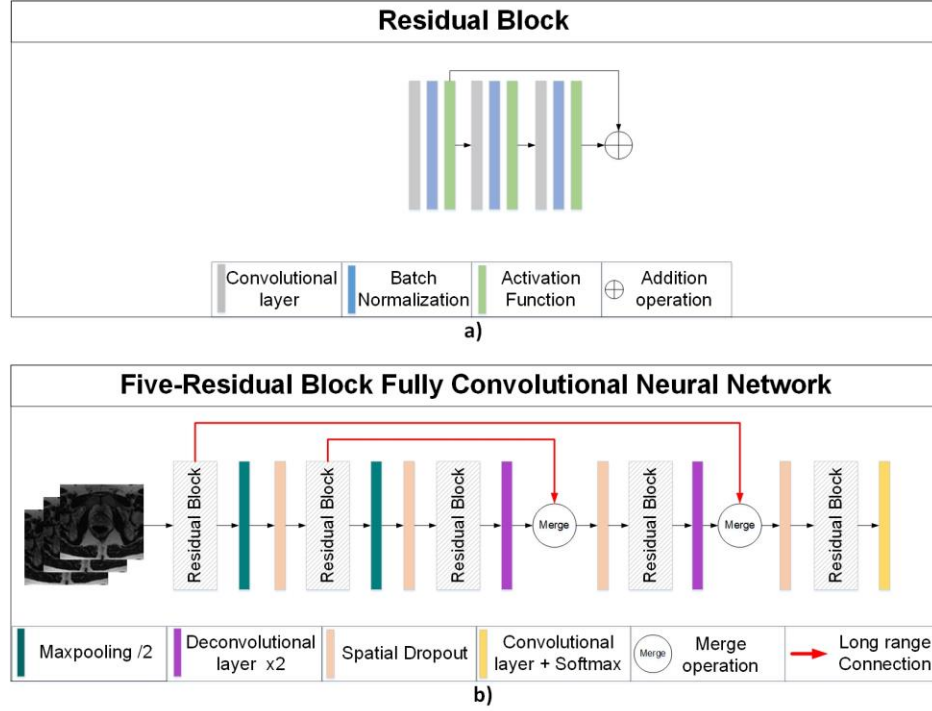 Residual Block
Convolutional
layer
Batch
Normalization
Activation
Function
Addition
operation
a)
Five-Residual Block Fully Convolutional Neural Network
Residual Block
Residual Block
Residual Block
Merge
Residual Block
Merge
Residual Block
Maxpooling /2
Deconvolutional
layer x2
Spatial Dropout
Convolutional
layer + Softmax
Merge
Merge
operation
Long range
Connection
b)